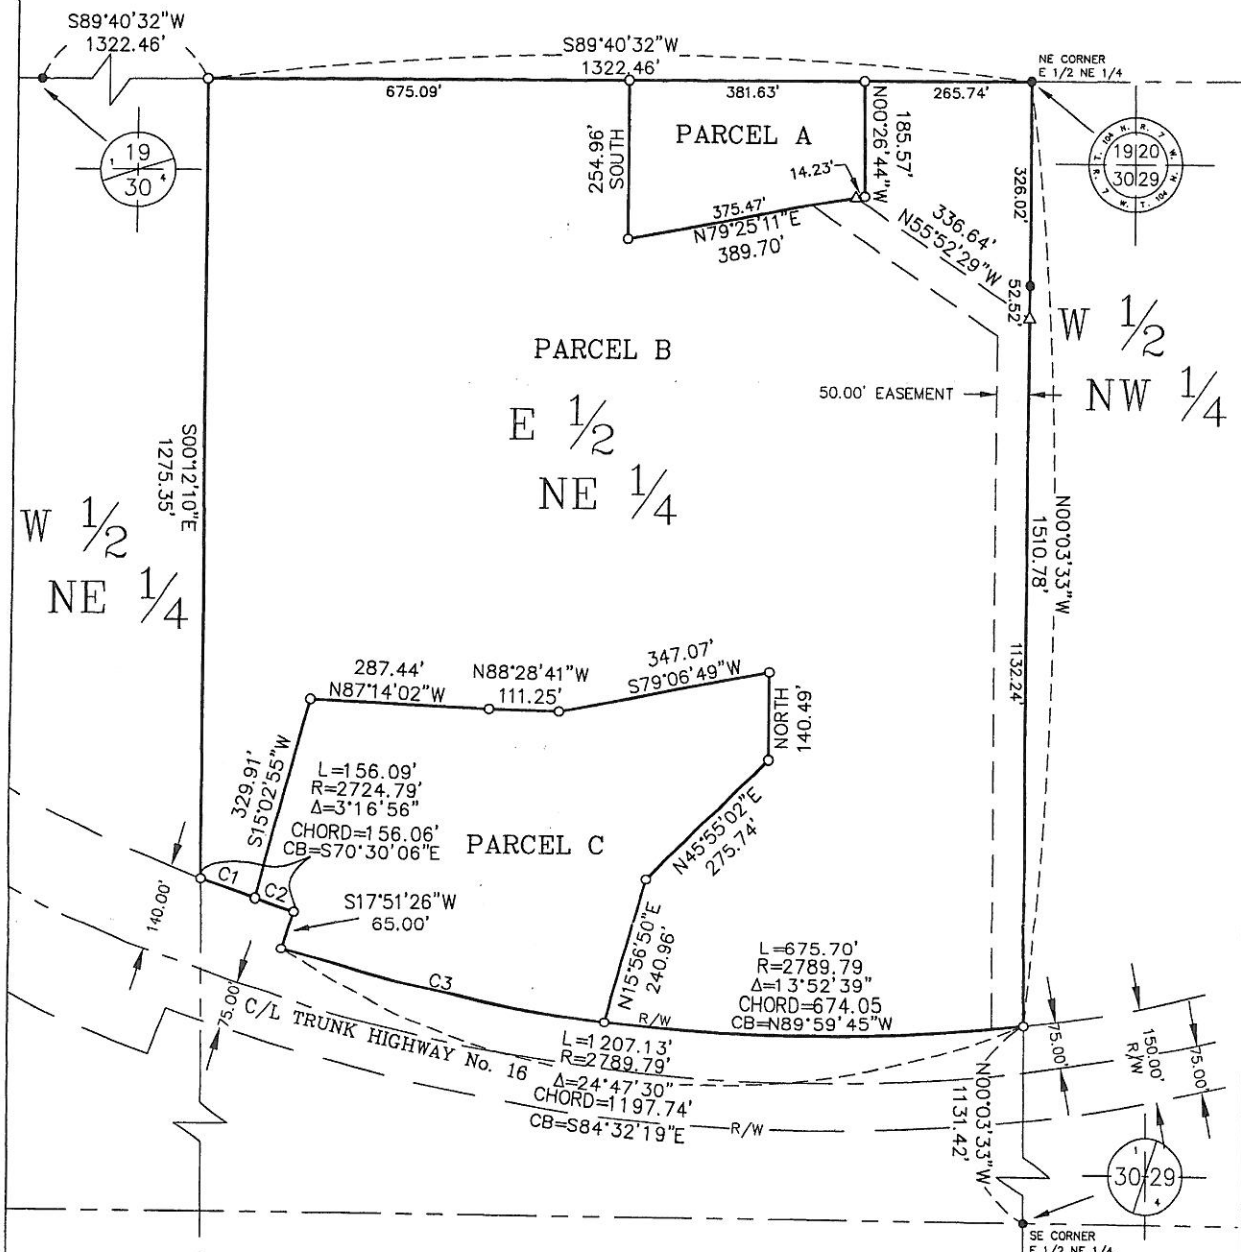 S89°40'32"W
1322.46'
S89°40'32"W
1322.46'
NE CORNER
E 1/2 NE 1/4
675.09'
381.63'
265.74'
N00°26'44"W
185.57'
PARCEL A
254.96'
SOUTH
14.23'
375.47'
N79°25'11"E
389.70'
19
1
4
30
T. 104 N. R. 7 W.
19 20
30 29
R. 7 W. T. 104 N.
326.02'
336.64'
N55°52'29"W
52.52'
W 1/2
NW 1/4
PARCEL B
50.00' EASEMENT
E 1/2
NE 1/4
S00°12'10"E
1275.35'
W 1/2
NE 1/4
N00°03'33"W
1510.78'
1132.24'
287.44'
N87°14'02"W
N88°28'41"W
111.25'
347.07'
S79°06'49"W
NORTH
140.49'
329.91'
S15°02'55"W
L=156.09'
R=2724.79'
Δ=3°16'56"
CHORD=156.06'
CB=S70°30'06"E
PARCEL C
N45°55'02"E
275.74'
C1
C2
S17°51'26"W
65.00'
140.00'
N15°56'50"E
240.96'
L=675.70'
R=2789.79
Δ=13°52'39"
CHORD=674.05
CB=N89°59'45"W
C3
R/W
75.00'
C/L TRUNK HIGHWAY No. 16
L=1207.13'
R=2789.79'
Δ=24°47'30"
CHORD=1197.74'
CB=S84°32'19"E
R/W
75.00'
150.00'
R/W
75.00'
N00°03'33"W
1131.42'
1
30 29
4
SE CORNER
E 1/2 NE 1/4